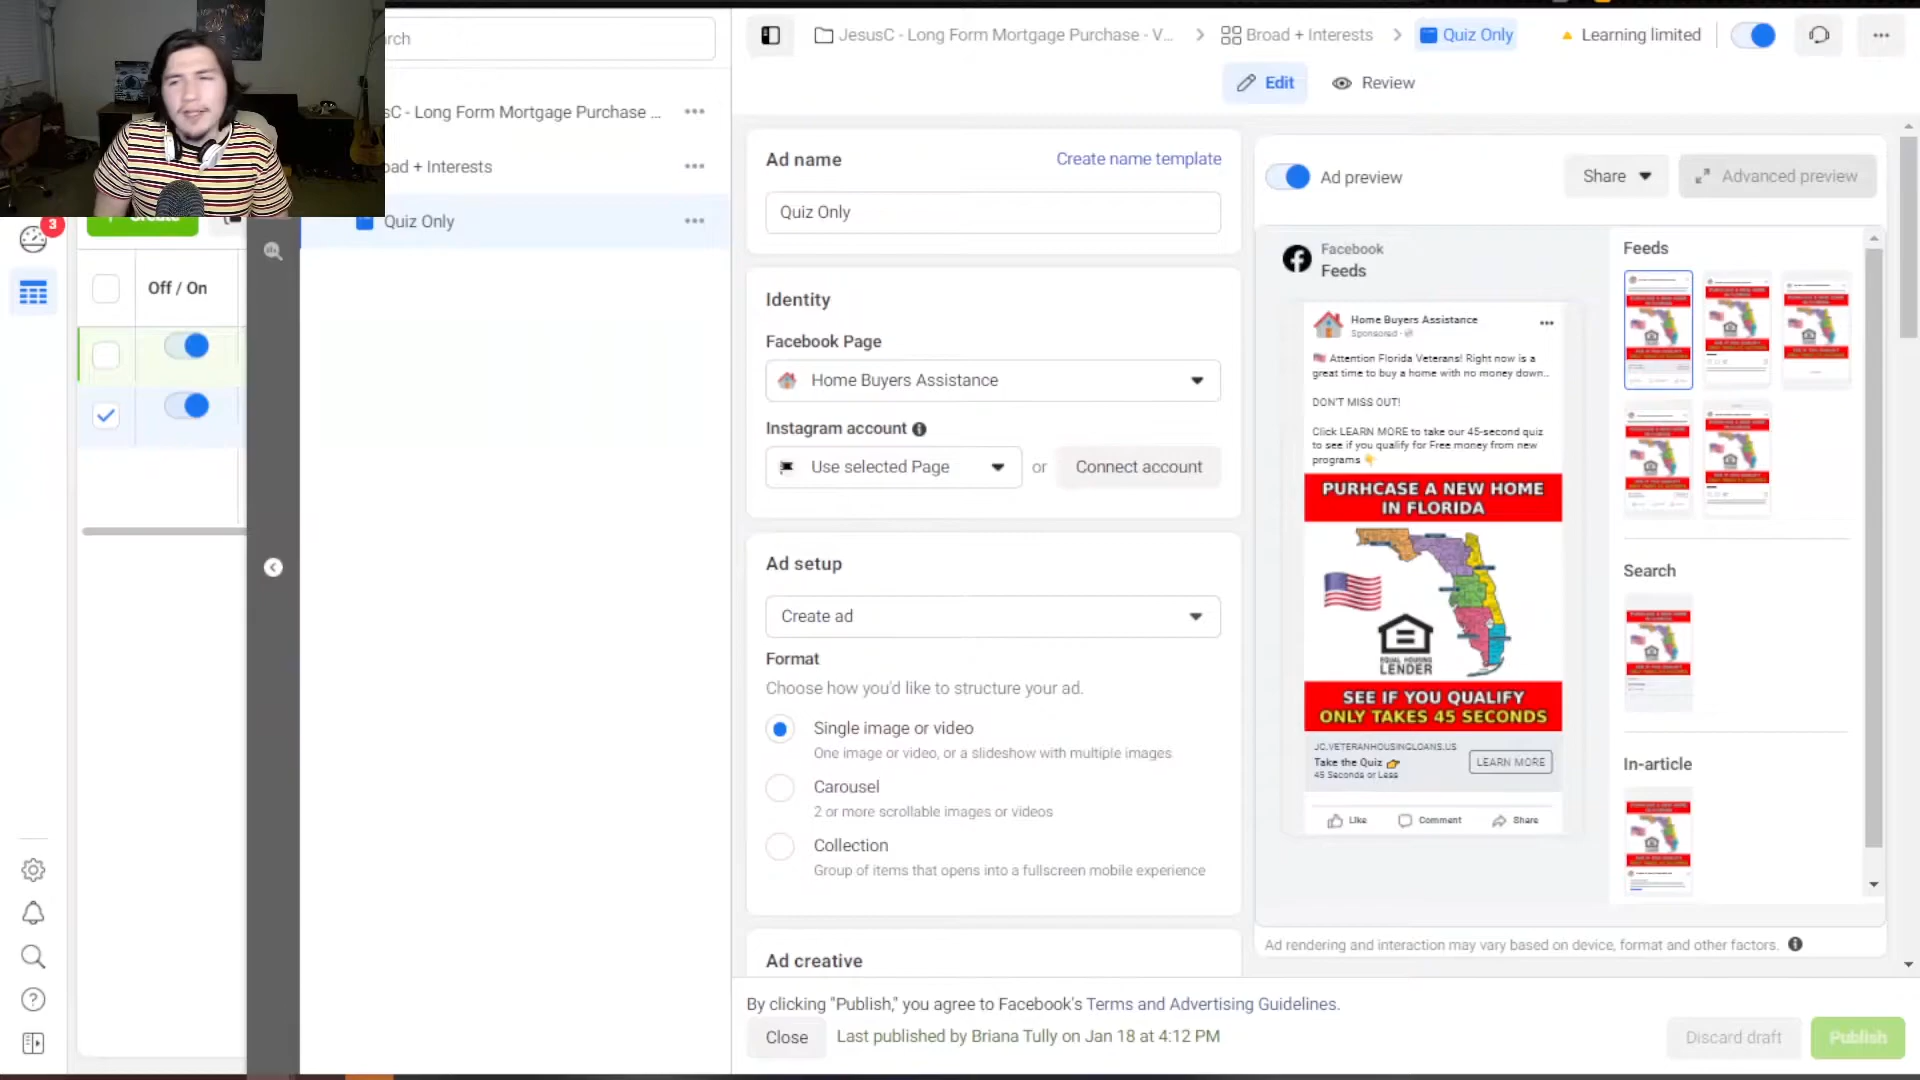 rch
JesusC - Long Form Mortgage Purchase - V...
Broad + Interests
Quiz Only
Learning limited
Edit
Review
sC - Long Form Mortgage Purchase ...
oad + Interests
Quiz Only
3
Create
Off / On
Ad name
Create name template
Quiz Only
Identity
Facebook Page
Home Buyers Assistance
Instagram account
Use selected Page
or
Connect account
Ad setup
Create ad
Format
Choose how you'd like to structure your ad.
Single image or video
One image or video, or a slideshow with multiple images
Carousel
2 or more scrollable images or videos
Collection
Group of items that opens into a fullscreen mobile experience
Ad creative
Ad preview
Share
Advanced preview
Facebook
Feeds
Home Buyers Assistance
Sponsored ·
Attention Florida Veterans! Right now is a
great time to buy a home with no money down...
DON'T MISS OUT!
Click LEARN MORE to take our 45-second quiz
to see if you qualify for Free money from new
programs 👇
PURHCASE A NEW HOME
IN FLORIDA
EQUAL HOUSING
LENDER
SEE IF YOU QUALIFY
ONLY TAKES 45 SECONDS
JC.VETERANHOUSINGLOANS.US
Take the Quiz 👉
45 Seconds or Less
LEARN MORE
Like
Comment
Share
Feeds
Search
In-article
Ad rendering and interaction may vary based on device, format and other factors.
By clicking "Publish," you agree to Facebook's Terms and Advertising Guidelines.
Close
Last published by Briana Tully on Jan 18 at 4:12 PM
Discard draft
Publish